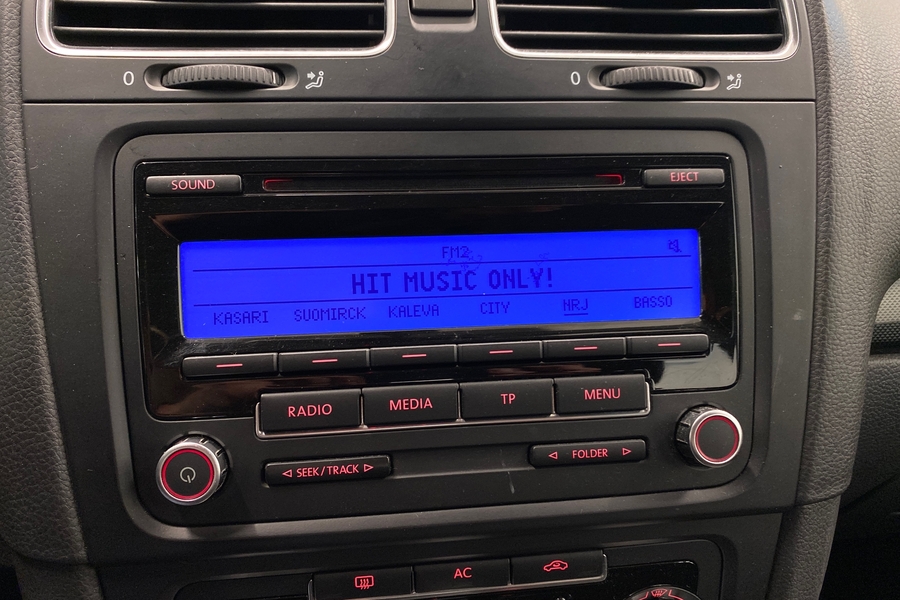 0 0
SOUND EJECT
FM2
HIT MUSIC ONLY!
KASARI SUOMIRCK KALEVA CITY NRJ BASSO
RADIO MEDIA TP MENU
SEEK/TRACK FOLDER
AC